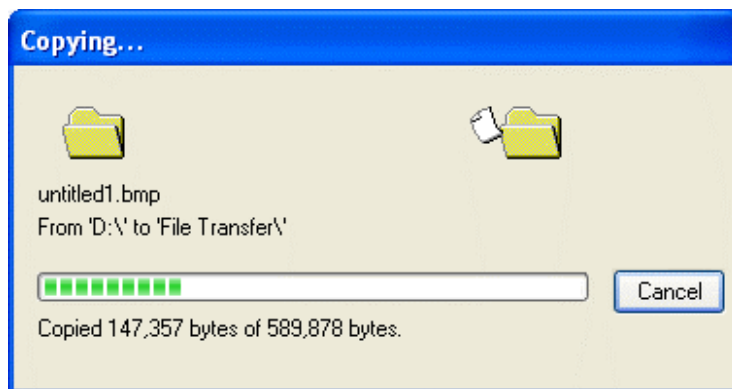 Copying...
untitled1.bmp
From 'D:\' to 'File Transfer\'
Cancel
Copied 147,357 bytes of 589,878 bytes.